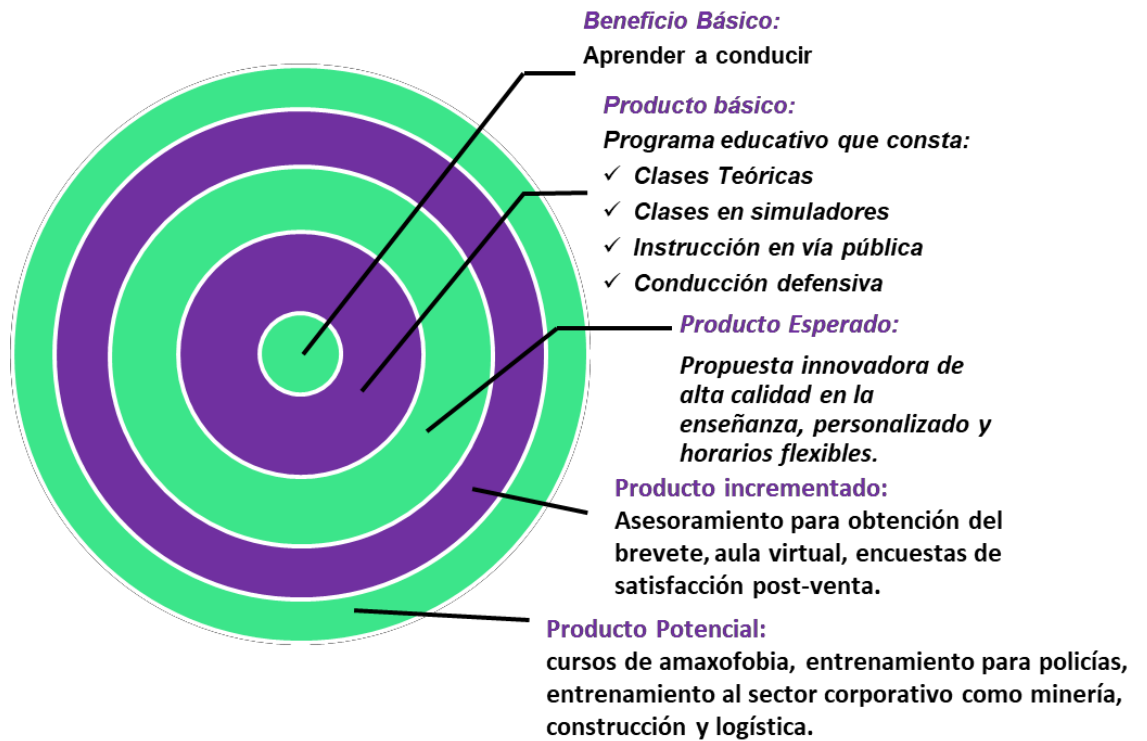 Beneficio Básico:
Aprender a conducir
Producto básico:
Programa educativo que consta:
✓ Clases Teóricas
✓ Clases en simuladores
✓ Instrucción en vía pública
✓ Conducción defensiva
Producto Esperado:
Propuesta innovadora de
alta calidad en la
enseñanza, personalizado y
horarios flexibles.
Producto incrementado:
Asesoramiento para obtención del
brevete, aula virtual, encuestas de
satisfacción post-venta.
Producto Potencial:
cursos de amaxofobia, entrenamiento para policías,
entrenamiento al sector corporativo como minería,
construcción y logística.